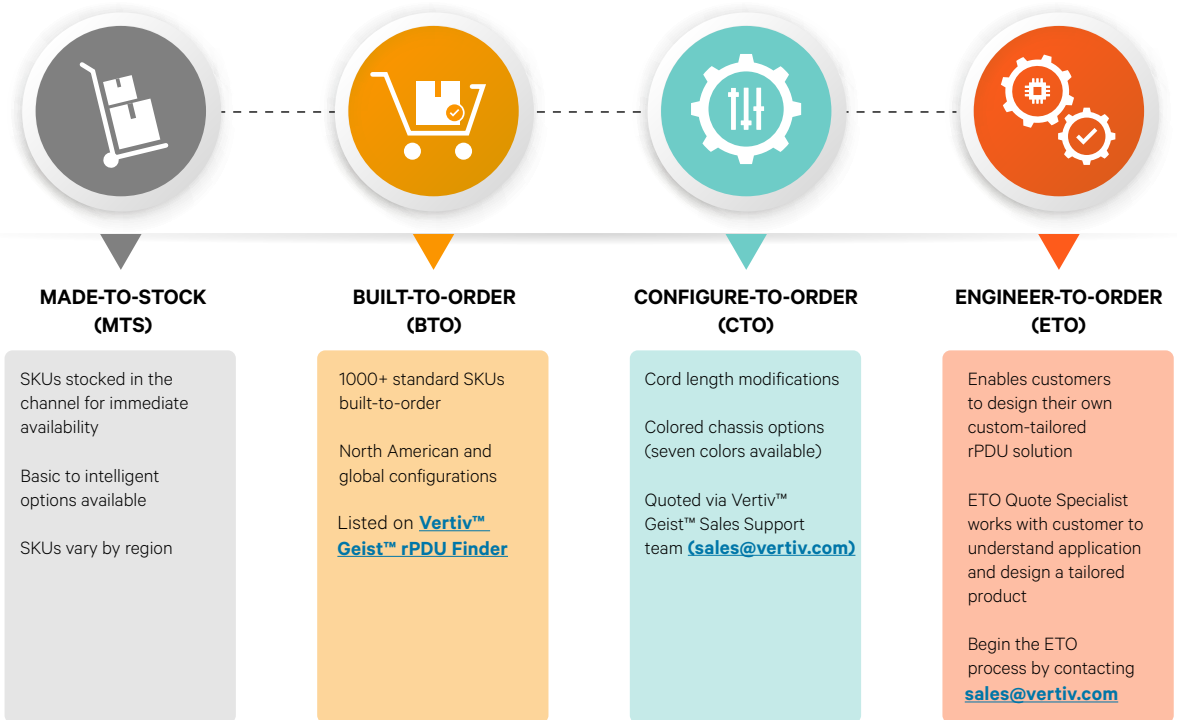 MADE-TO-STOCK
(MTS)
SKUs stocked in the
channel for immediate
availability
Basic to intelligent
options available
SKUs vary by region
BUILT-TO-ORDER
(BTO)
1000+ standard SKUs
built-to-order
North American and
global configurations
Listed on Vertiv™
Geist™ rPDU Finder
CONFIGURE-TO-ORDER
(CTO)
Cord length modifications
Colored chassis options
(seven colors available)
Quoted via Vertiv™
Geist™ Sales Support
team (sales@vertiv.com)
ENGINEER-TO-ORDER
(ETO)
Enables customers
to design their own
custom-tailored
rPDU solution
ETO Quote Specialist
works with customer to
understand application
and design a tailored
product
Begin the ETO
process by contacting
sales@vertiv.com